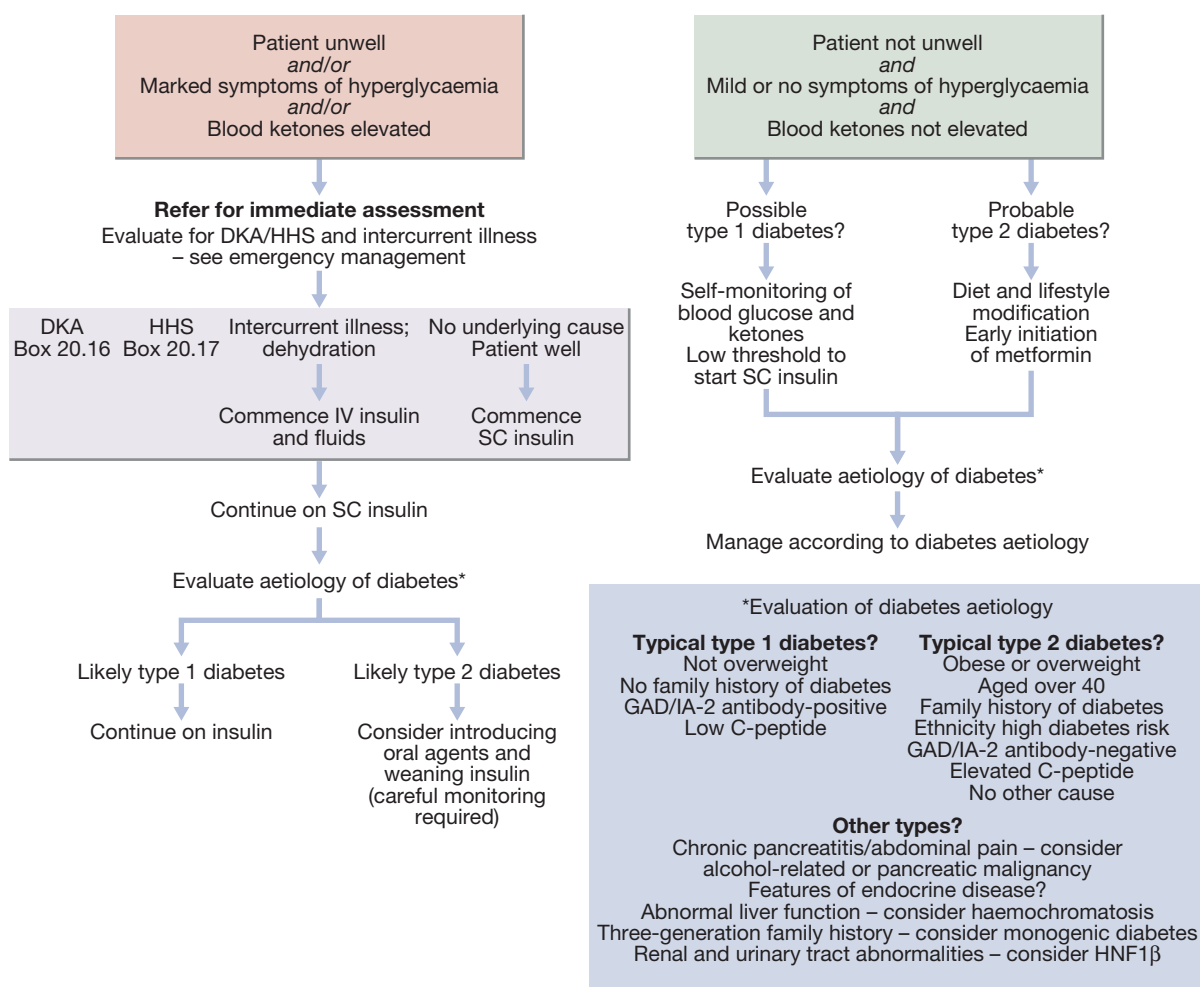 Patient unwell
and/or
Marked symptoms of hyperglycaemia
and/or
Blood ketones elevated
Refer for immediate assessment
Evaluate for DKA/HHS and intercurrent illness
– see emergency management
DKA
Box 20.16
HHS
Box 20.17
Intercurrent illness;
dehydration
Commence IV insulin
and fluids
No underlying cause
Patient well
Commence
SC insulin
Continue on SC insulin
Evaluate aetiology of diabetes*
Likely type 1 diabetes
Continue on insulin
Likely type 2 diabetes
Consider introducing
oral agents and
weaning insulin
(careful monitoring
required)
Patient not unwell
and
Mild or no symptoms of hyperglycaemia
and
Blood ketones not elevated
Possible
type 1 diabetes?
Self-monitoring of
blood glucose and
ketones
Low threshold to
start SC insulin
Probable
type 2 diabetes?
Diet and lifestyle
modification
Early initiation
of metformin
Evaluate aetiology of diabetes*
Manage according to diabetes aetiology
*Evaluation of diabetes aetiology
Typical type 1 diabetes?
Not overweight
No family history of diabetes
GAD/IA-2 antibody-positive
Low C-peptide
Typical type 2 diabetes?
Obese or overweight
Aged over 40
Family history of diabetes
Ethnicity high diabetes risk
GAD/IA-2 antibody-negative
Elevated C-peptide
No other cause
Other types?
Chronic pancreatitis/abdominal pain – consider
alcohol-related or pancreatic malignancy
Features of endocrine disease?
Abnormal liver function – consider haemochromatosis
Three-generation family history – consider monogenic diabetes
Renal and urinary tract abnormalities – consider HNF1β